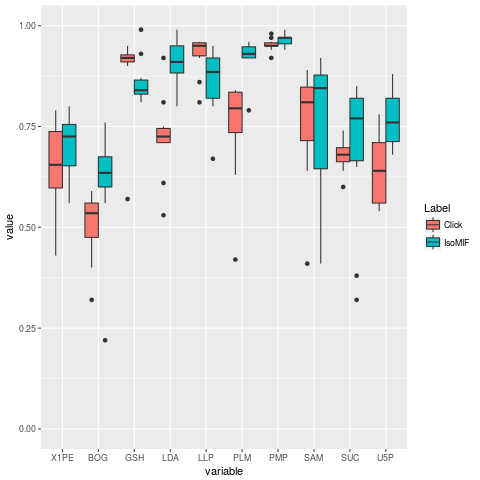 1.00
0.75
0.50
0.25
0.00
value
X1PE BOG GSH LDA LLP PLM PMP SAM SUC U5P
variable
Label
Click
IsoMIF